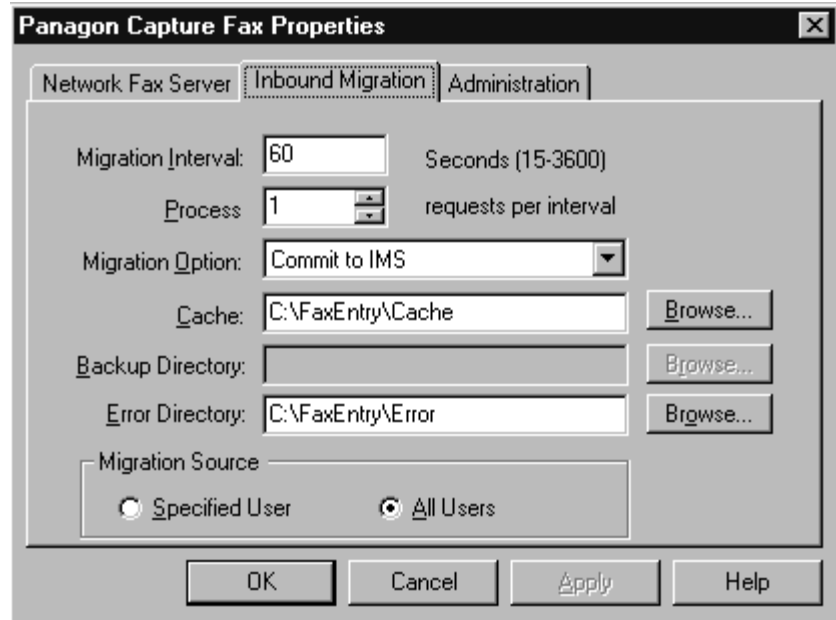 Panagon Capture Fax Properties
Network Fax Server Inbound Migration Administration
Migration Interval: 60 Seconds (15-3600)
Process 1 requests per interval
Migration Option: Commit to IMS
Cache: C:\FaxEntry\Cache Browse...
Backup Directory: Browse...
Error Directory: C:\FaxEntry\Error Browse...
Migration Source
Specified User All Users
OK Cancel Apply Help